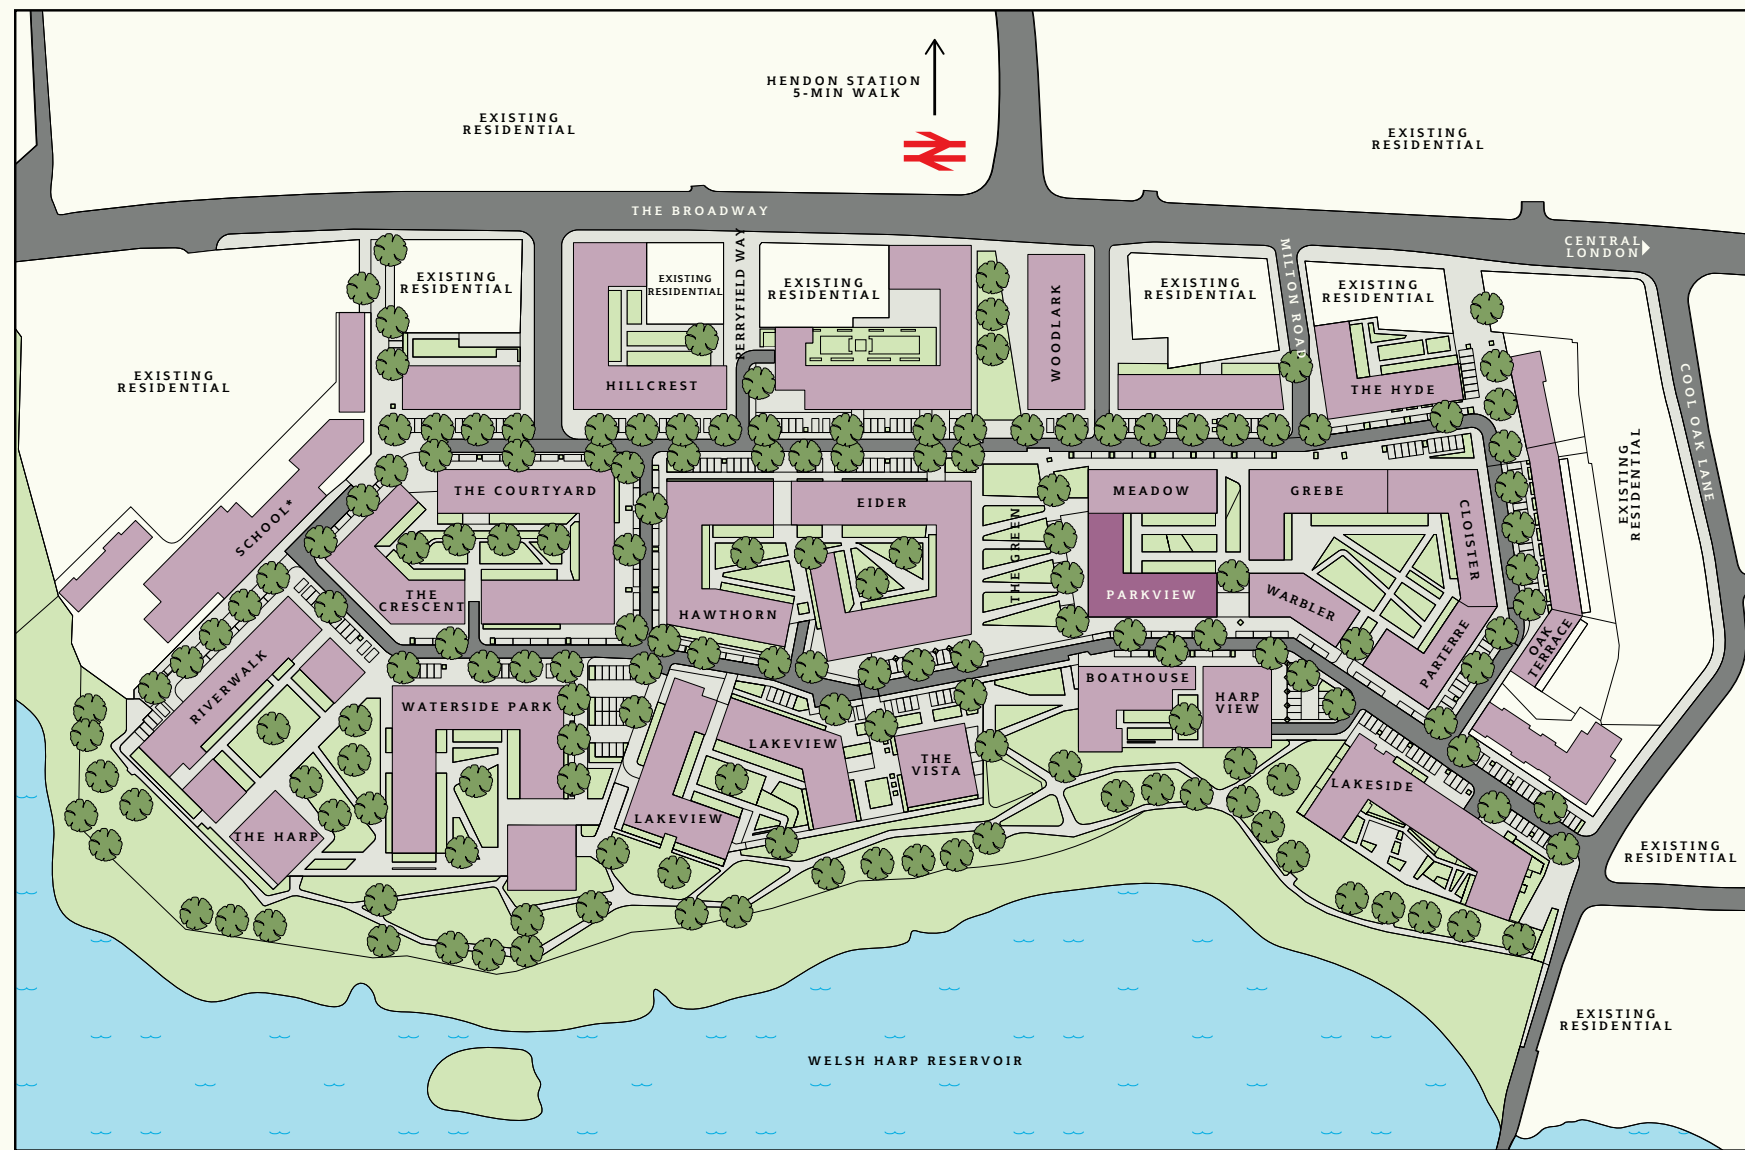 HENDON STATION
5-MIN WALK
EXISTING
RESIDENTIAL
EXISTING
RESIDENTIAL
THE BROADWAY
CENTRAL
LONDON
PERRYFIELD WAY
MILTON ROAD
COOL OAK LANE
EXISTING
RESIDENTIAL
EXISTING
RESIDENTIAL
EXISTING
RESIDENTIAL
EXISTING
RESIDENTIAL
EXISTING
RESIDENTIAL
EXISTING
RESIDENTIAL
HILLCREST
WOODLARK
THE HYDE
EXISTING
RESIDENTIAL
SCHOOL*
THE COURTYARD
EIDER
THE GREEN
MEADOW
GREBE
CLOISTER
THE
CRESCENT
HAWTHORN
PARKVIEW
WARBLER
PARTERRE
OAK
TERRACE
RIVERWALK
WATERSIDE PARK
BOATHOUSE
HARP
VIEW
LAKEVIEW
THE
VISTA
LAKESIDE
LAKEVIEW
THE HARP
EXISTING
RESIDENTIAL
EXISTING
RESIDENTIAL
WELSH HARP RESERVOIR